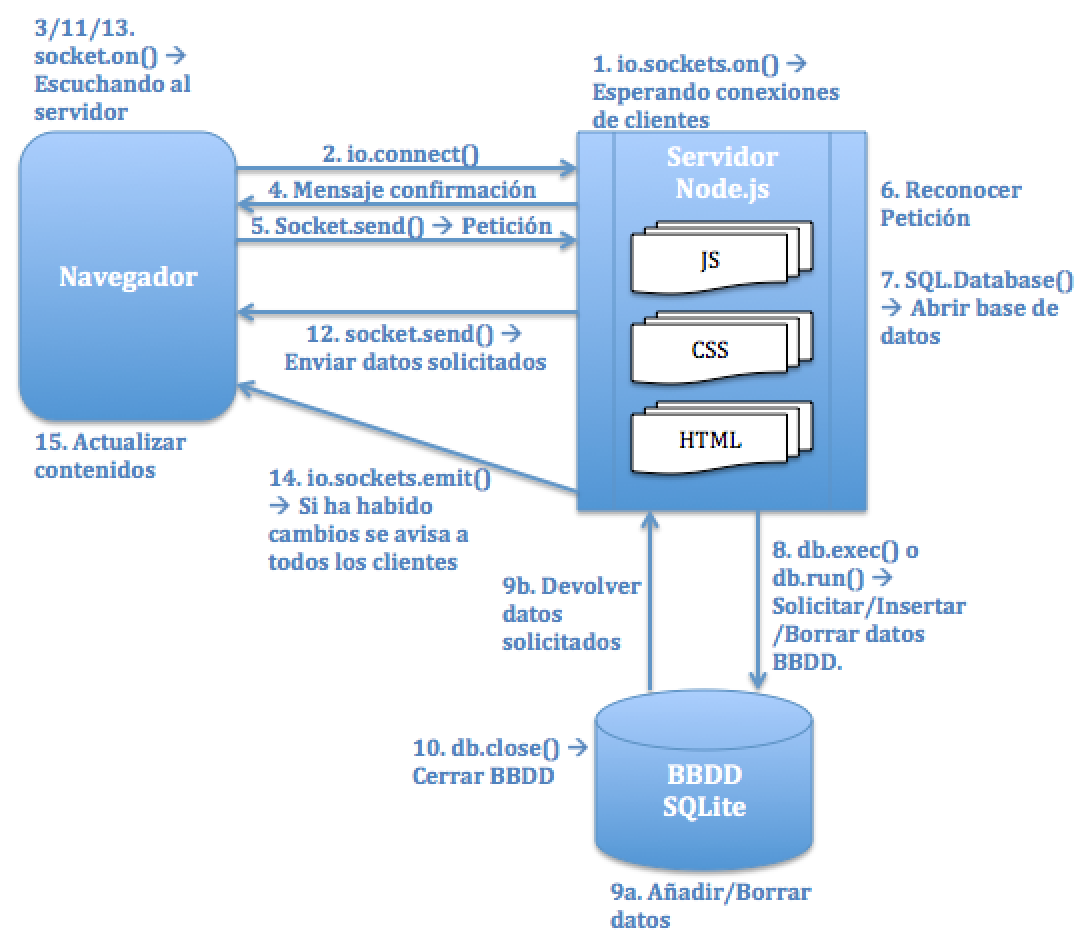 3/11/13.
socket.on() →
Escuchando al
servidor
1. io.sockets.on() →
Esperando conexiones
de clientes
2. io.connect()
4. Mensaje confirmación
5. Socket.send() → Petición
Navegador
Servidor
Node.js
JS
CSS
HTML
6. Reconocer
Petición
7. SQL.Database()
→ Abrir base de
datos
12. socket.send() →
Enviar datos solicitados
15. Actualizar
contenidos
14. io.sockets.emit()
→ Si ha habido
cambios se avisa a
todos los clientes
9b. Devolver
datos
solicitados
8. db.exec() o
db.run() →
Solicitar/Insertar
/Borrar datos
BBDD.
10. db.close() →
Cerrar BBDD
BBDD
SQLite
9a. Añadir/Borrar
datos